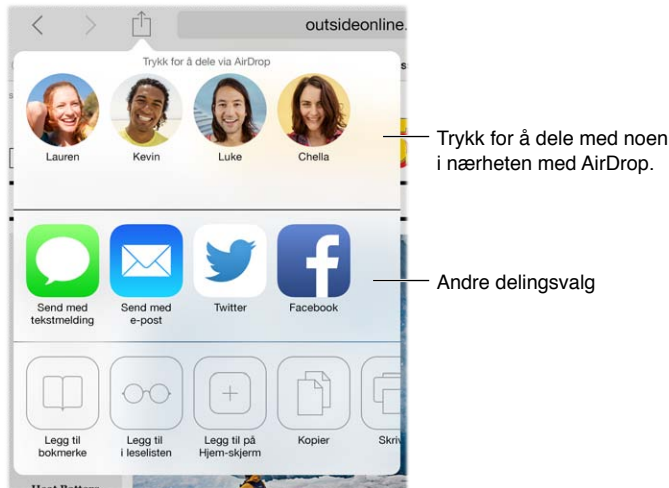 outsideonline.
Trykk for å dele via AirDrop
Lauren
Kevin
Luke
Chella
Trykk for å dele med noen
i nærheten med AirDrop.
Send med
tekstmelding
Send med
e-post
Twitter
Facebook
Andre delingsvalg
Legg til
bokmerke
Legg til
i leselisten
Legg til på
Hjem-skjerm
Kopier
Skriv